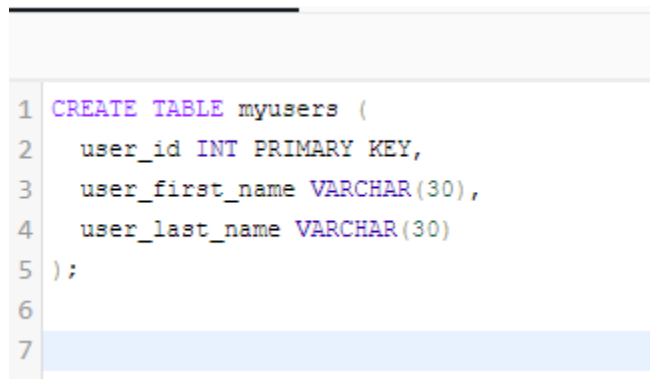 1 CREATE TABLE myusers (
2 user_id INT PRIMARY KEY,
3 user_first_name VARCHAR(30),
4 user_last_name VARCHAR(30)
5 );
6
7